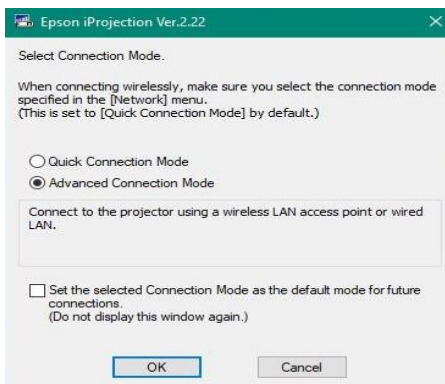 Epson iProjection Ver.2.22
Select Connection Mode.
When connecting wirelessly, make sure you select the connection mode
specified in the [Network] menu.
(This is set to [Quick Connection Mode] by default.)
Quick Connection Mode
Advanced Connection Mode
Connect to the projector using a wireless LAN access point or wired
LAN.
Set the selected Connection Mode as the default mode for future
connections.
(Do not display this window again.)
OK
Cancel